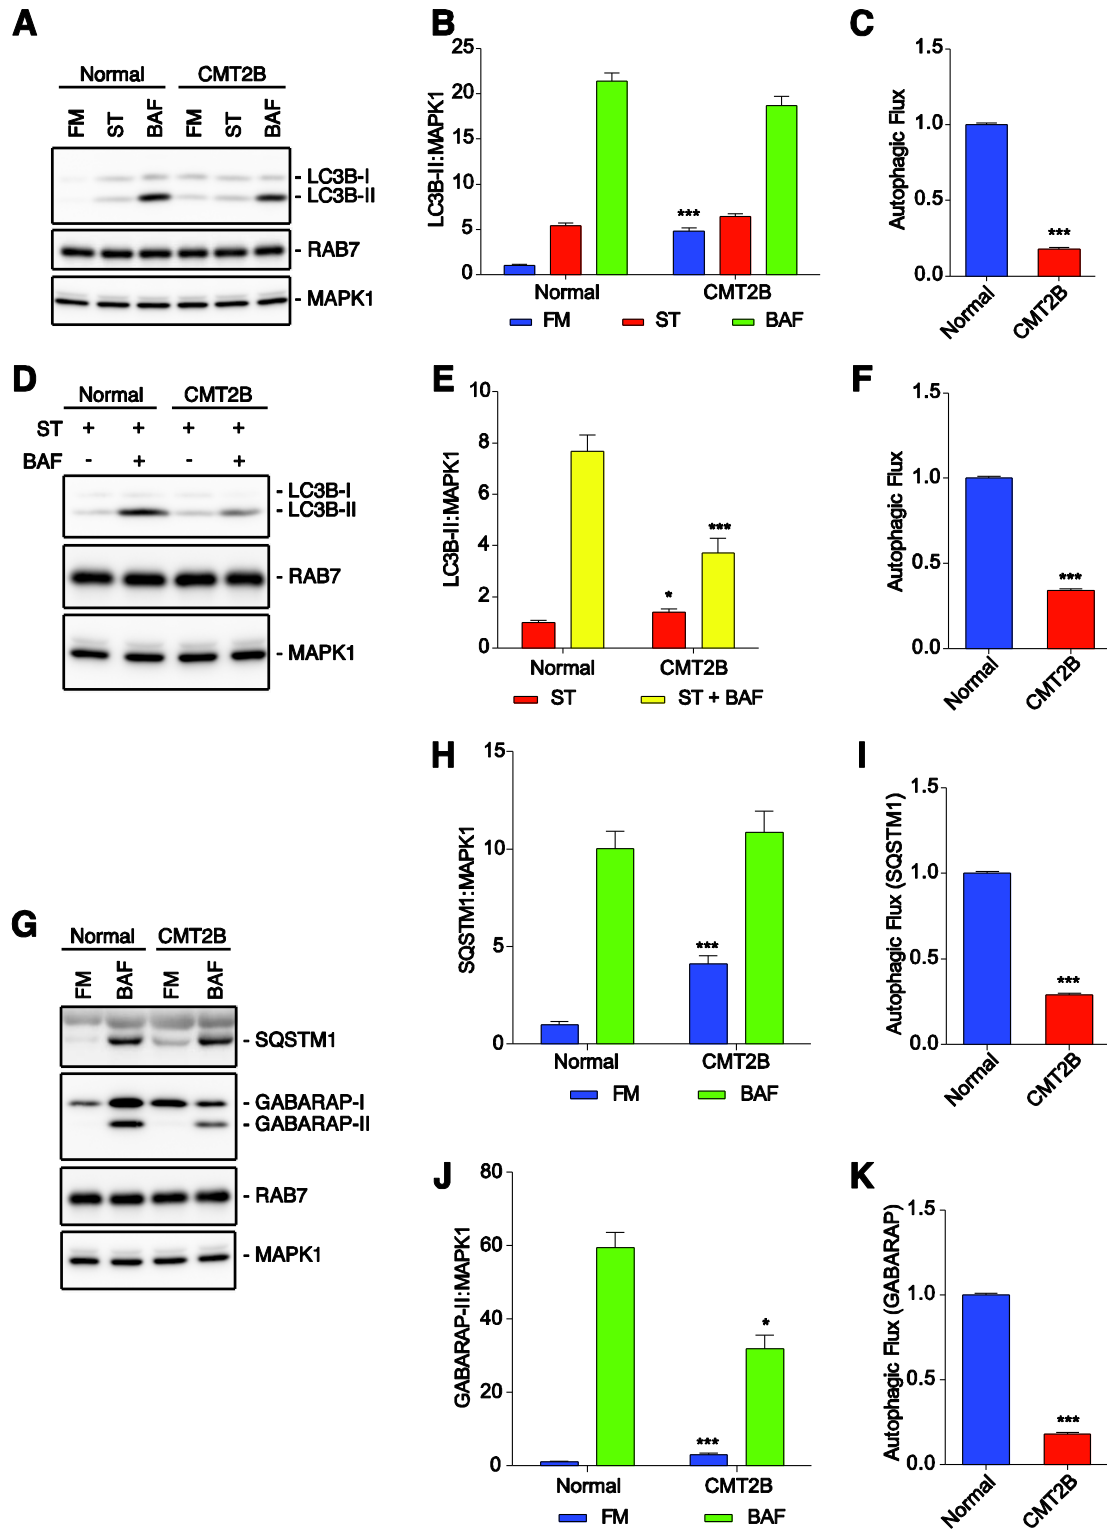 A
Normal CMT2B
FM ST BAF FM ST BAF
- LC3B-I
- LC3B-II
- RAB7
- MAPK1
B
LC3B-II:MAPK1
25
20
15
10
5
0
***
Normal CMT2B
FM ST BAF
C
Autophagic Flux
1.5
1.0
0.5
0.0
***
Normal CMT2B
D
Normal CMT2B
ST + + + +
BAF - + - +
- LC3B-I
- LC3B-II
- RAB7
- MAPK1
E
LC3B-II:MAPK1
10
8
6
4
2
0
* ***
Normal CMT2B
ST ST + BAF
F
Autophagic Flux
1.5
1.0
0.5
0.0
***
Normal CMT2B
G
Normal CMT2B
FM BAF FM BAF
- SQSTM1
- GABARAP-I
- GABARAP-II
- RAB7
- MAPK1
H
SQSTM1:MAPK1
15
10
5
0
***
Normal CMT2B
FM BAF
I
Autophagic Flux (SQSTM1)
1.5
1.0
0.5
0.0
***
Normal CMT2B
J
GABARAP-II:MAPK1
80
60
40
20
0
*** *
Normal CMT2B
FM BAF
K
Autophagic Flux (GABARAP)
1.5
1.0
0.5
0.0
***
Normal CMT2B